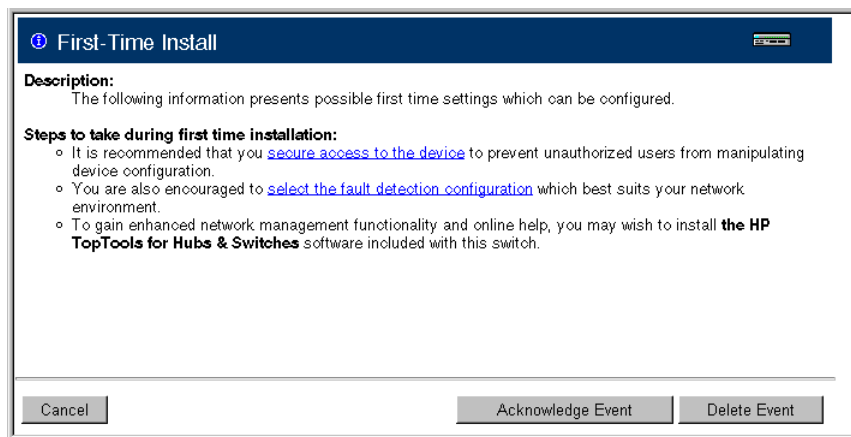 First-Time Install
Description:
The following information presents possible first time settings which can be configured.
Steps to take during first time installation:
It is recommended that you secure access to the device to prevent unauthorized users from manipulating
device configuration.
You are also encouraged to select the fault detection configuration which best suits your network
environment.
To gain enhanced network management functionality and online help, you may wish to install the HP
TopTools for Hubs & Switches software included with this switch.
Cancel
Acknowledge Event
Delete Event